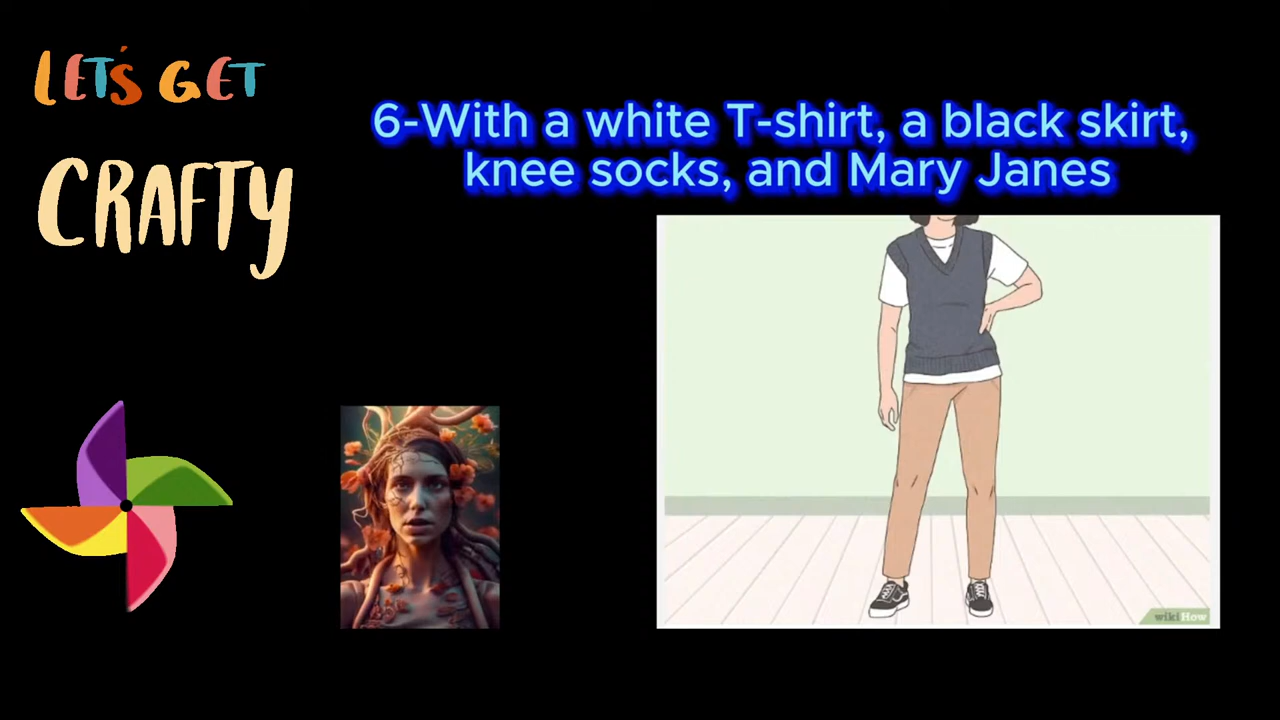 LET'S GET
CRAFTY
6-With a white T-shirt, a black skirt,
knee socks, and Mary Janes
wikiHow